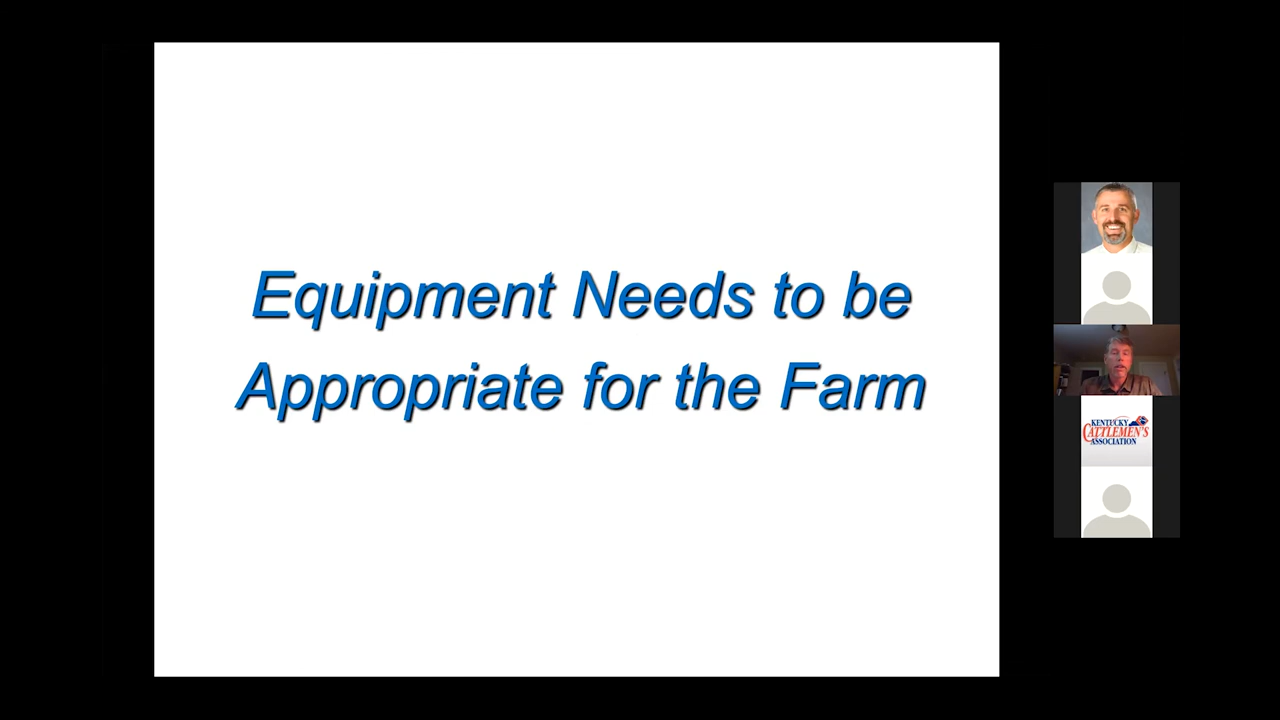 Equipment Needs to be
Appropriate for the Farm
KENTUCKY
CATTLEMEN'S
ASSOCIATION